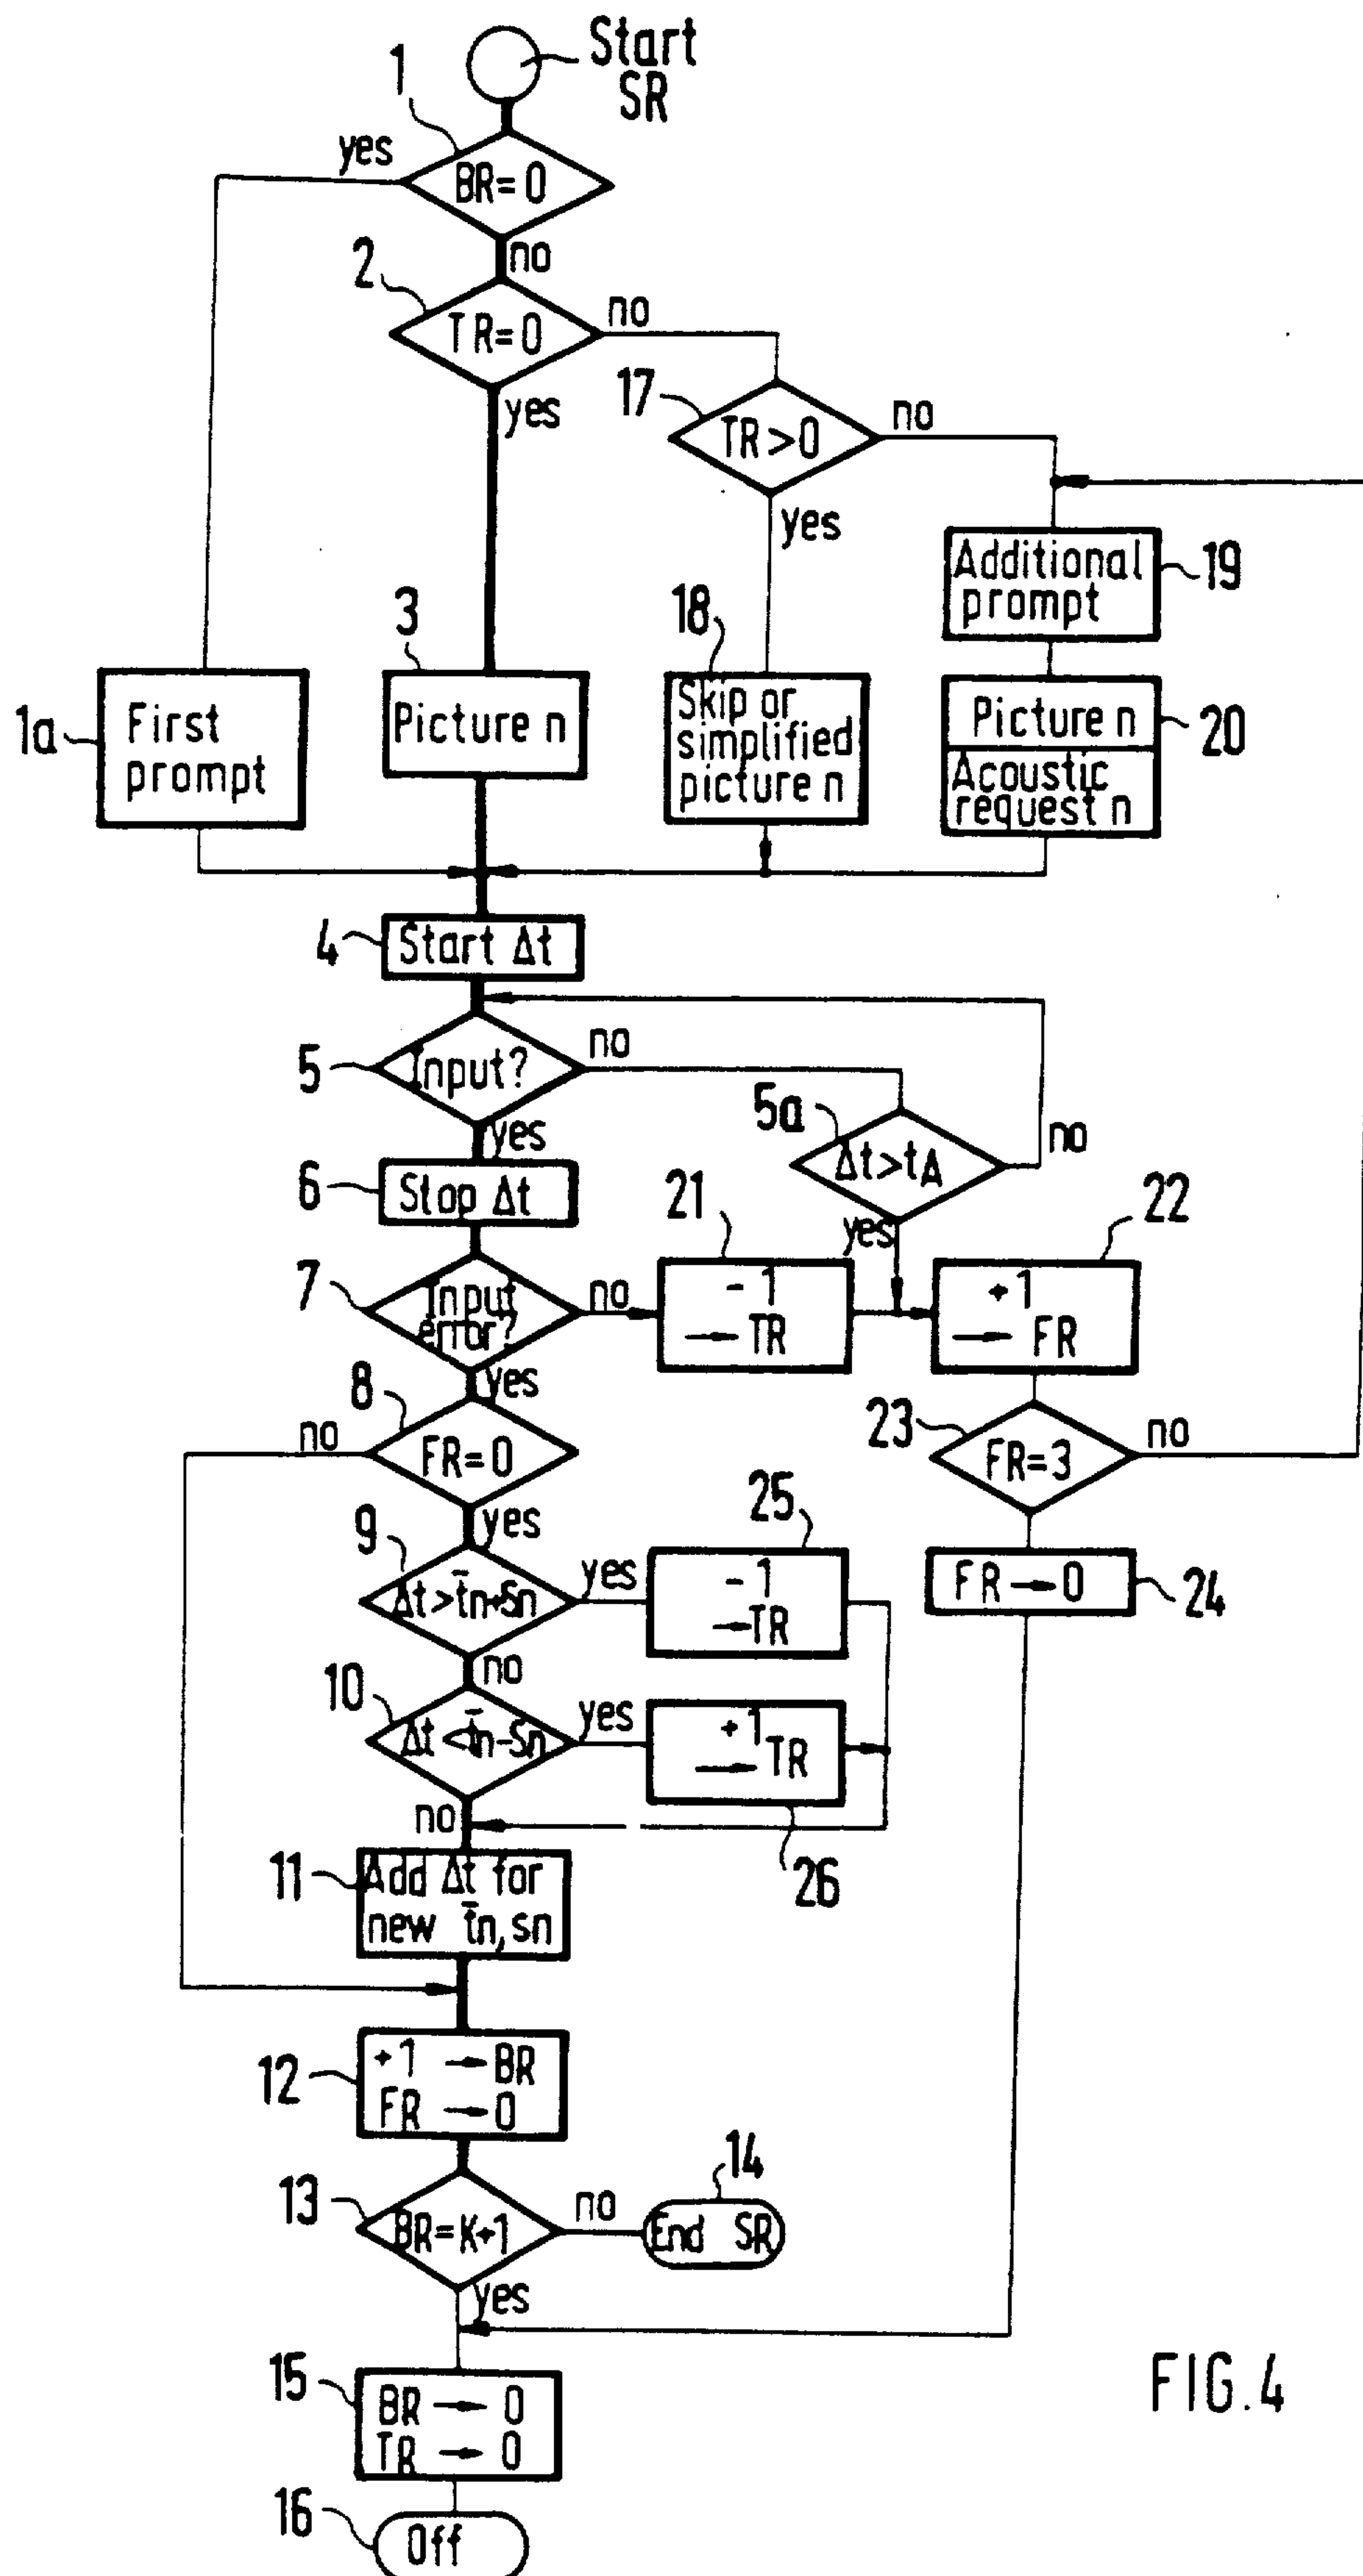 Start
SR
1
yes
BR=0
no
2
TR=0
no
yes
17
TR>0
no
yes
1a
First
prompt
3
Picture n
18
Skip or
simplified
picture n
Additional
prompt
19
Picture n
Acoustic
request n
20
4
Start Δt
5
Input?
no
yes
5a
Δt>tA
no
yes
6
Stop Δt
7
Input
error?
no
yes
21
-1
→ TR
22
+1
→ FR
8
FR=0
no
yes
23
FR=3
no
24
FR→0
9
Δt>t̄n+Sn
yes
no
25
-1
→TR
10
Δt<t̄n-Sn
yes
no
+1
→ TR
26
11
Add Δt for
new t̄n, sn
12
+1 → BR
FR → 0
13
BR=K+1
no
yes
14
End SR
15
BR → 0
TR → 0
16
Off
FIG.4